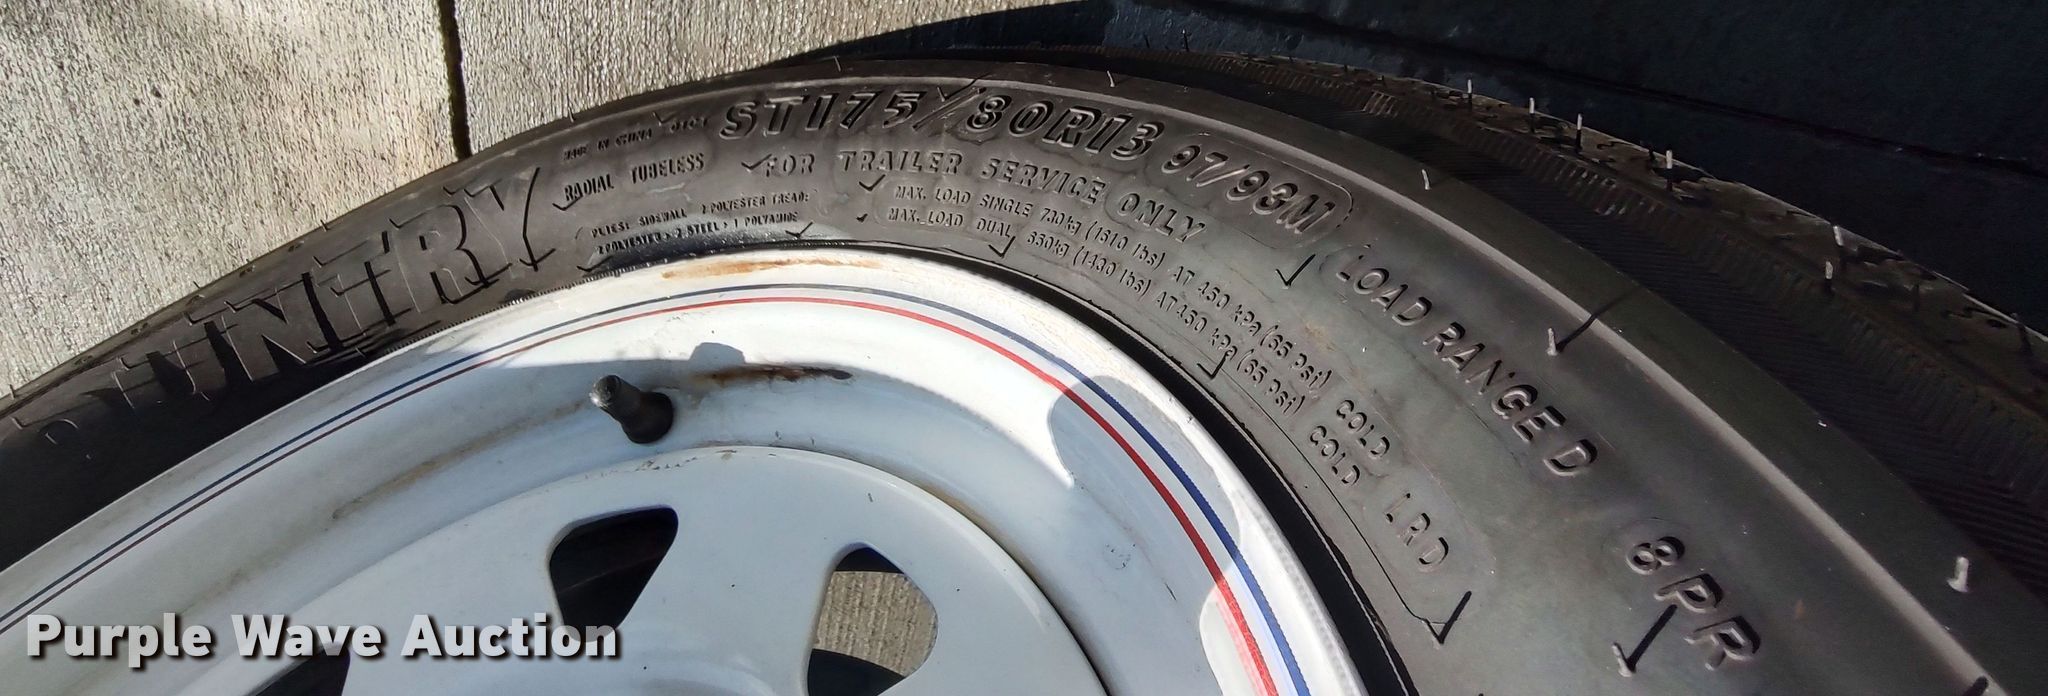 UNTRY
MADE IN CHINA
RADIAL TUBELESS
PLIES: SIDEWALL 2 POLYESTER TREAD:
2 POLYESTER + 2 STEEL + 1 POLYAMIDE
ST175/80R13 97/93M
FOR TRAILER SERVICE ONLY
MAX. LOAD SINGLE 730kg (1610 lbs) AT 450 kPa (65 psi) COLD
MAX. LOAD DUAL 650kg (1430 lbs) AT 450 kPa (65 psi) COLD LRD
LOAD RANGE D 8PR
Purple Wave Auction